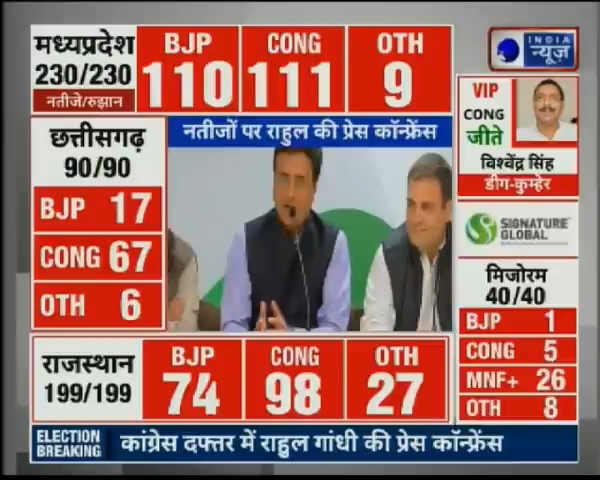 मध्यप्रदेश
230/230
नतीजे/रुझान
BJP CONG OTH
110 111 9
INDIA
न्यूज़
छत्तीसगढ़
90/90
BJP 17
CONG 67
OTH 6
नतीजों पर राहुल की प्रेस कॉन्फ्रेंस
VIP
CONG
जीते
विश्वेंद्र सिंह
डीग-कुम्हेर
SIGNATURE
GLOBAL
मिजोरम
40/40
BJP 1
CONG 5
MNF+ 26
OTH 8
राजस्थान
199/199
BJP CONG OTH
74 98 27
ELECTION
BREAKING
कांग्रेस दफ्तर में राहुल गांधी की प्रेस कॉन्फ्रेंस